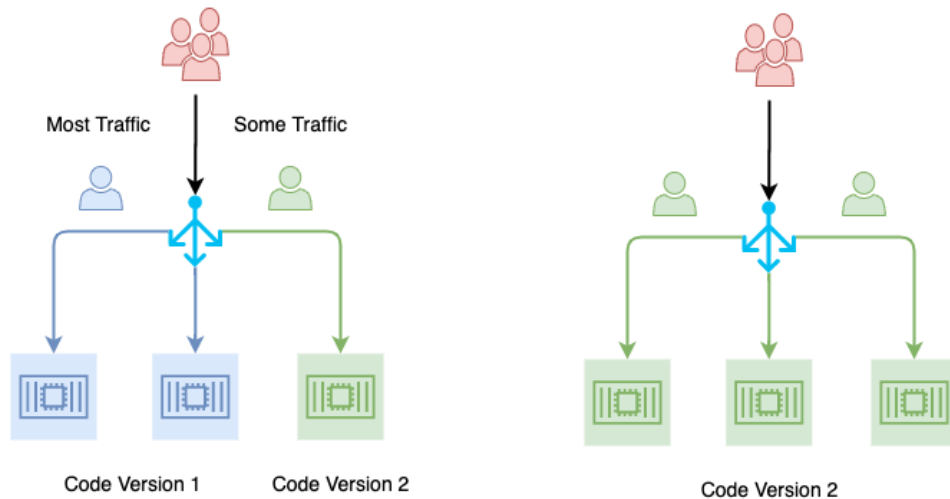 Most Traffic
Some Traffic
Code Version 1
Code Version 2
Code Version 2